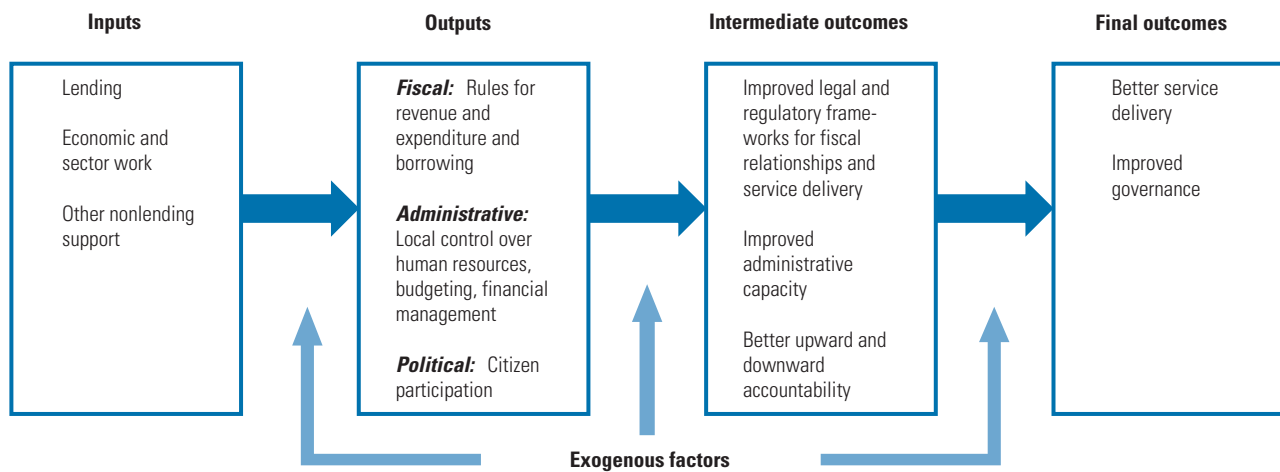 Inputs
Lending
Economic and
sector work
Other nonlending
support
Outputs
Fiscal: Rules for
revenue and
expenditure and
borrowing
Administrative:
Local control over
human resources,
budgeting, financial
management
Political: Citizen
participation
Intermediate outcomes
Improved legal and
regulatory frame-
works for fiscal
relationships and
service delivery
Improved
administrative
capacity
Better upward and
downward
accountability
Final outcomes
Better service
delivery
Improved
governance
Exogenous factors